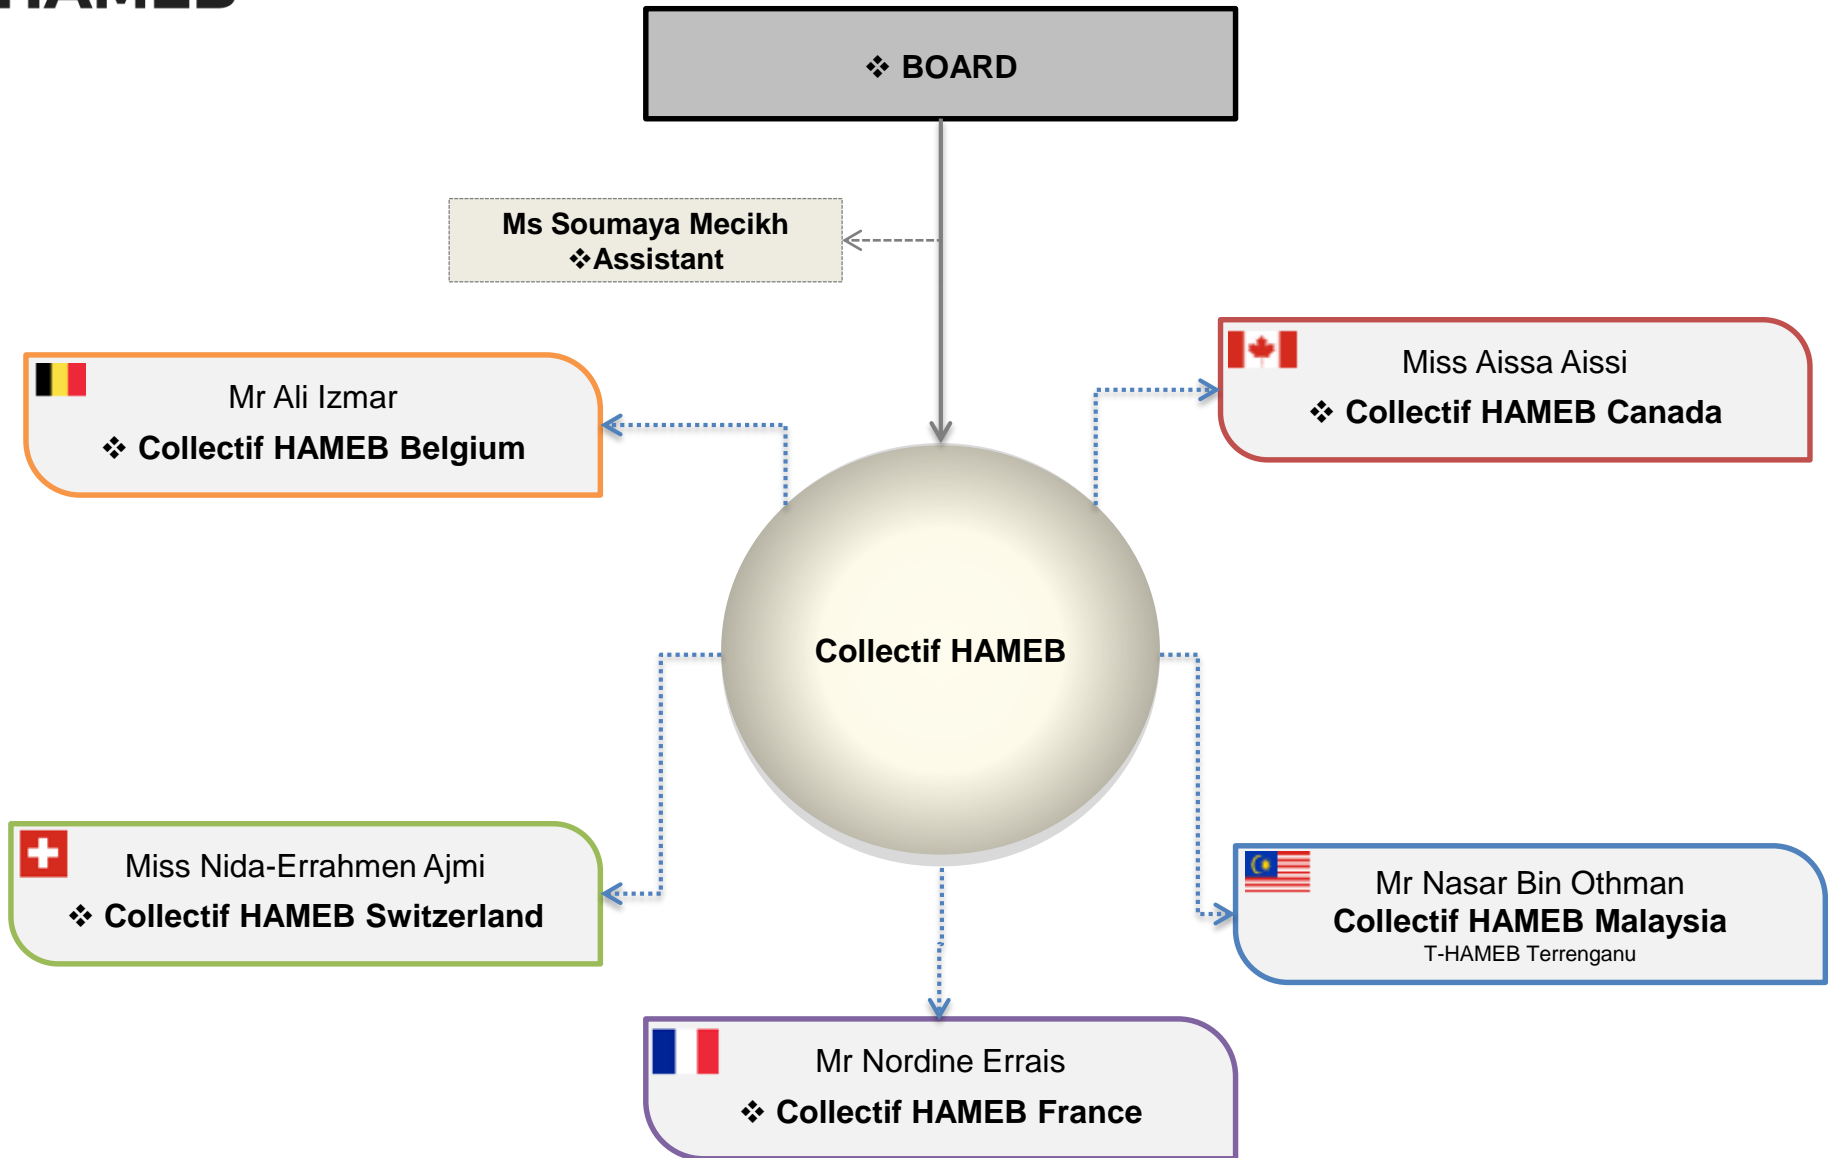 HAMEB
❖ BOARD
Ms Soumaya Mecikh
❖Assistant
Miss Aissa Aissi
❖ Collectif HAMEB Canada
Mr Ali Izmar
❖ Collectif HAMEB Belgium
Collectif HAMEB
Miss Nida-Errahmen Ajmi
❖ Collectif HAMEB Switzerland
Mr Nasar Bin Othman
Collectif HAMEB Malaysia
T-HAMEB Terrenganu
Mr Nordine Errais
❖ Collectif HAMEB France